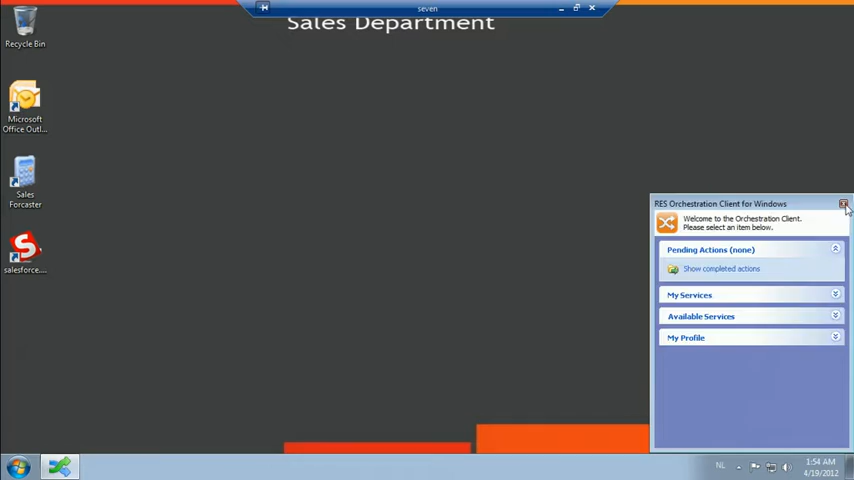 seven
Sales Department
Recycle Bin
Microsoft
Office Outl...
Sales
Forcaster
salesforce....
RES Orchestration Client for Windows
Welcome to the Orchestration Client.
Please select an item below.
Pending Actions (none)
Show completed actions
My Services
Available Services
My Profile
NL
1:54 AM
4/19/2012